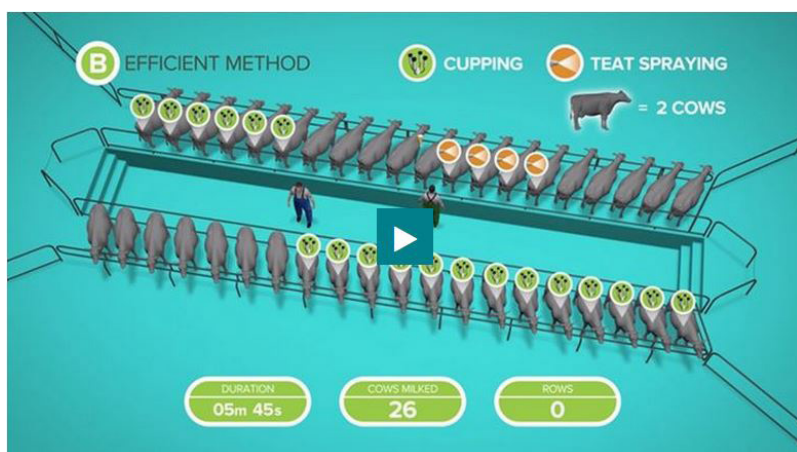 B EFFICIENT METHOD
CUPPING
TEAT SPRAYING
= 2 COWS
DURATION
05m 45s
COWS MILKED
26
ROWS
0